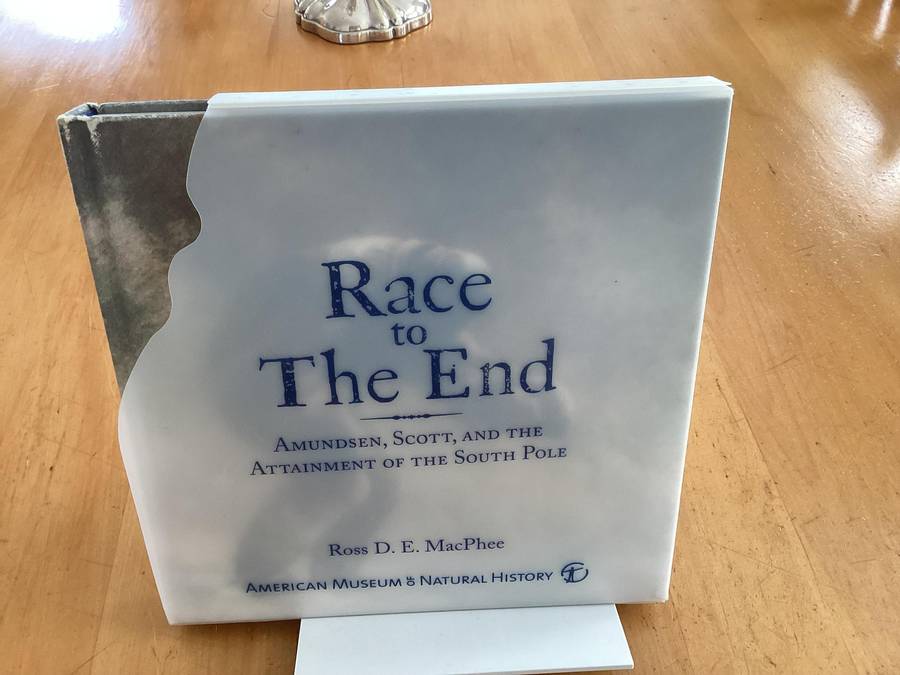 Race
to
The End
Amundsen, Scott, and the
Attainment of the South Pole
Ross D. E. MacPhee
American Museum of Natural History